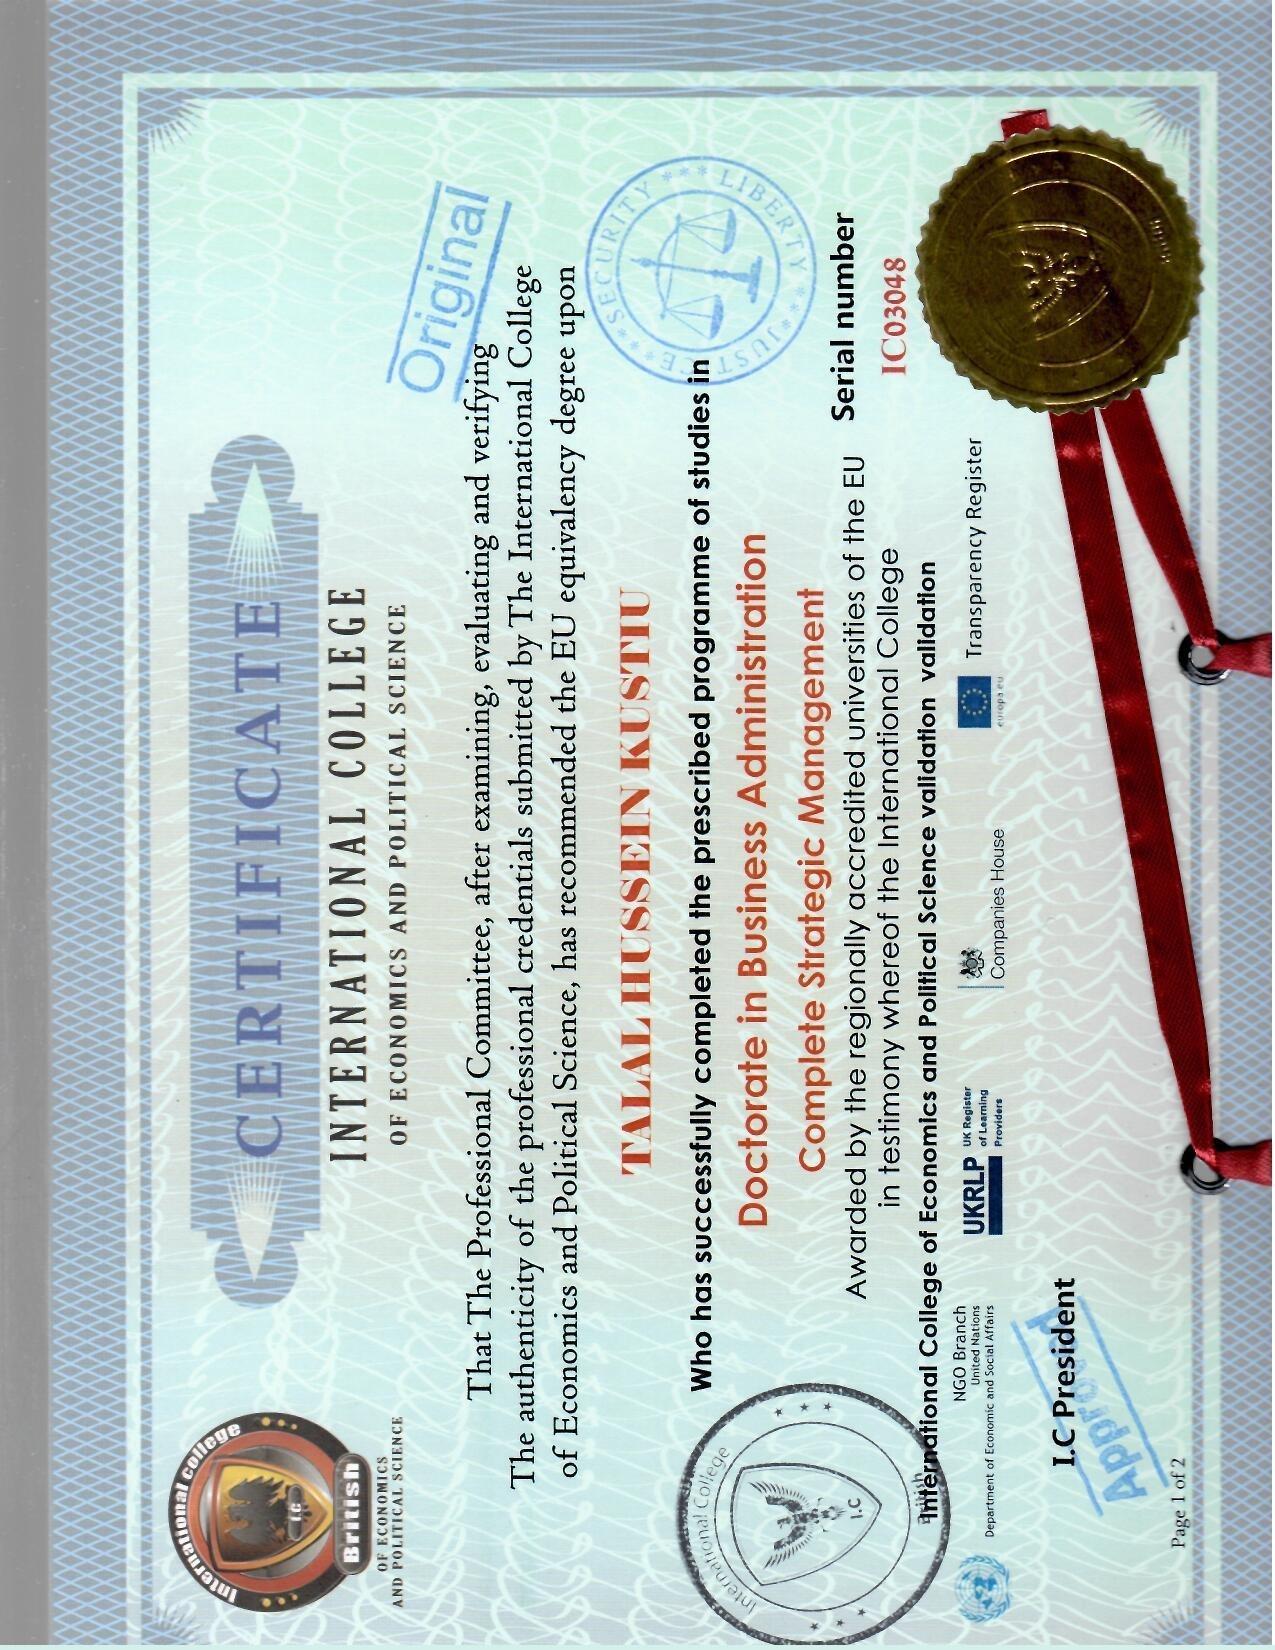 International college
I.C
British
OF ECONOMICS
AND POLITICAL SCIENCE
CERTIFICATE
INTERNATIONAL COLLEGE
OF ECONOMICS AND POLITICAL SCIENCE
Original
That The Professional Committee, after examining, evaluating and verifying
The authenticity of the professional credentials submitted by The International College
of Economics and Political Science, has recommended the EU equivalency degree upon
TALAL HUSSEIN KUSTIU
Who has successfully completed the prescribed programme of studies in
Doctorate in Business Administration
Complete Strategic Management
SECURITY *** LIBERTY *** JUSTICE ***
International College
I.C
British
Awarded by the regionally accredited universities of the EU
in testimony whereof the International College
Serial number
IC03048
International College of Economics and Political Science validation validation
NGO Branch
United Nations
Department of Economic and Social Affairs
UKRLP
UK Register
of Learning
Providers
Companies House
europa.eu
Transparency Register
I.C President
Approved
Page 1 of 2